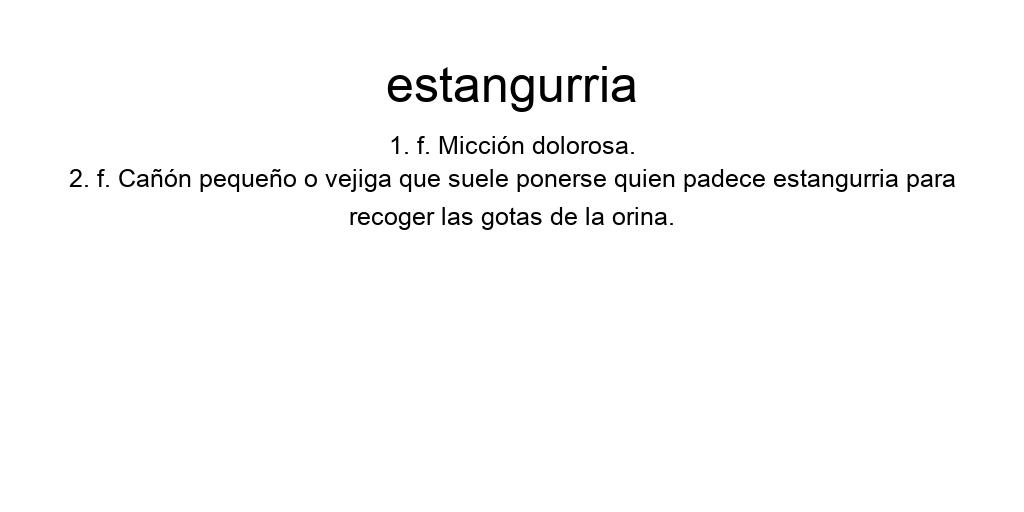 estangurria
1. f. Micción dolorosa.
2. f. Cañón pequeño o vejiga que suele ponerse quien padece estangurria para
recoger las gotas de la orina.